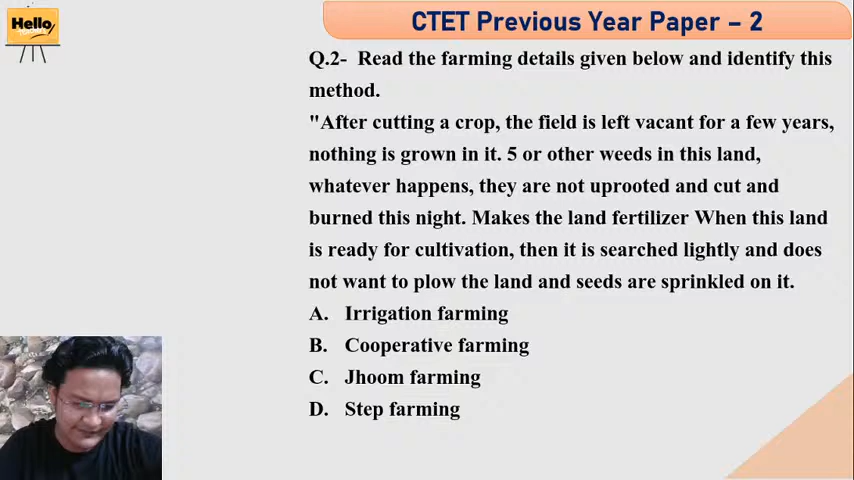 Hello
CTET Previous Year Paper – 2
Q.2- Read the farming details given below and identify this
method.
"After cutting a crop, the field is left vacant for a few years,
nothing is grown in it. 5 or other weeds in this land,
whatever happens, they are not uprooted and cut and
burned this night. Makes the land fertilizer When this land
is ready for cultivation, then it is searched lightly and does
not want to plow the land and seeds are sprinkled on it.
A. Irrigation farming
B. Cooperative farming
C. Jhoom farming
D. Step farming